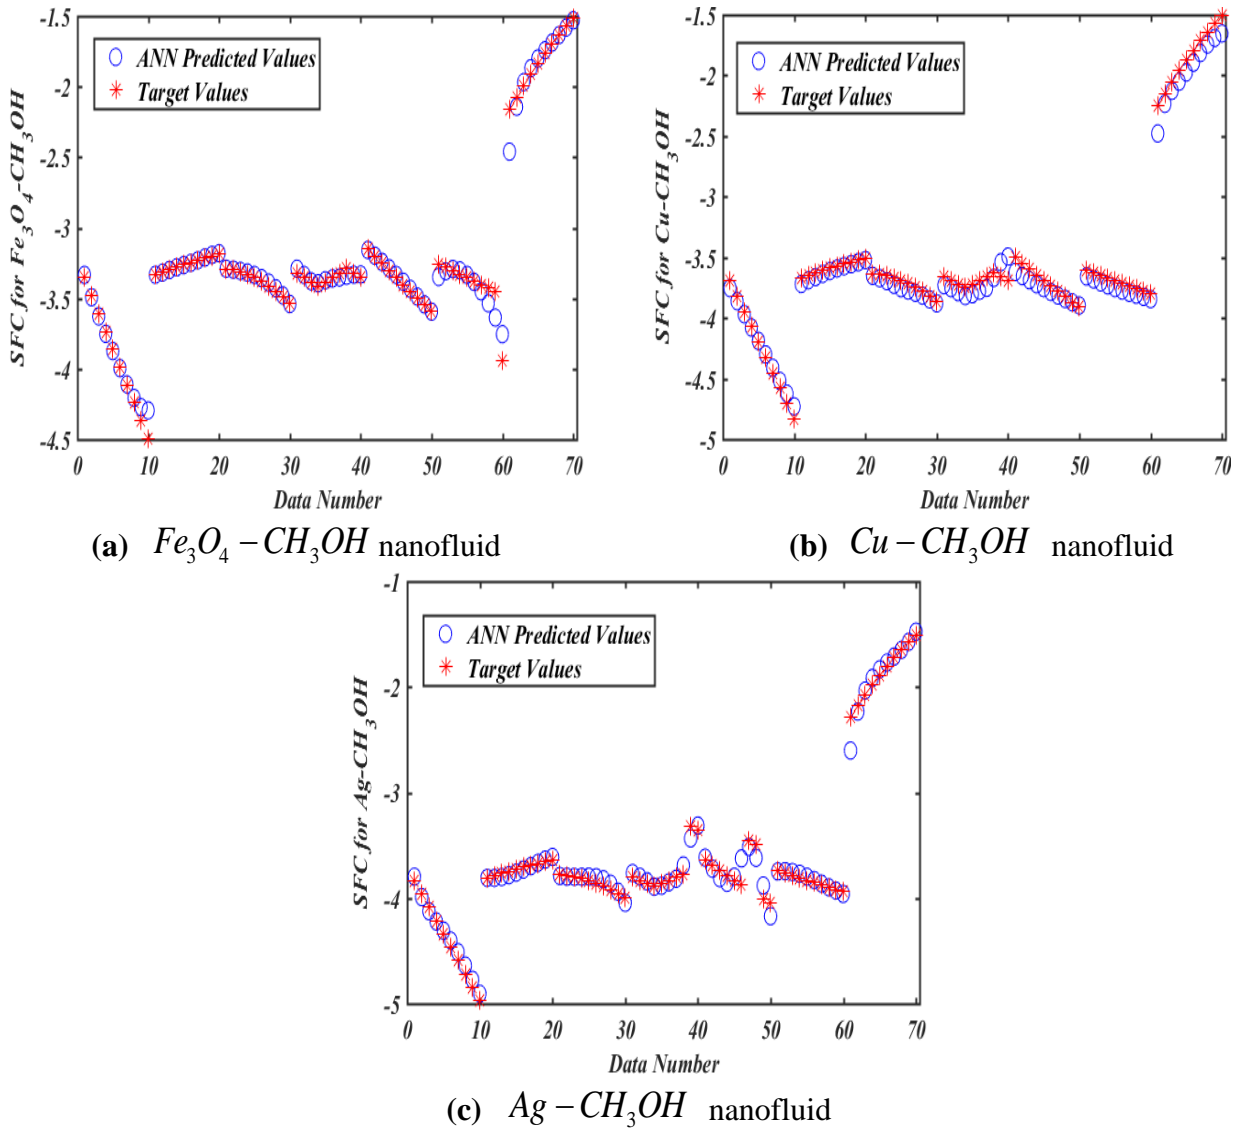 -1.5
-2
-2.5
-3
-3.5
-4
-4.5
SFC for Fe₃O₄-CH₃OH
ANN Predicted Values
Target Values
0 10 20 30 40 50 60 70
Data Number
(a) Fe₃O₄ − CH₃OH nanofluid
-1.5
-2
-2.5
-3
-3.5
-4
-4.5
-5
SFC for Cu-CH₃OH
ANN Predicted Values
Target Values
0 10 20 30 40 50 60 70
Data Number
(b) Cu − CH₃OH nanofluid
-1
-2
-3
-4
-5
SFC for Ag-CH₃OH
ANN Predicted Values
Target Values
0 10 20 30 40 50 60 70
Data Number
(c) Ag − CH₃OH nanofluid